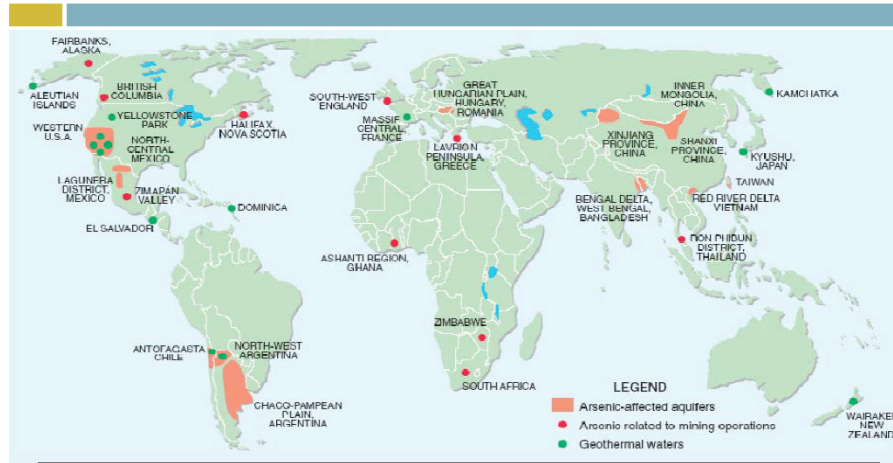 FAIRBANKS,
ALASKA
ALEUTIAN
ISLANDS
BRITISH
COLUMBIA
YELLOWSTONE
PARK
HALIFAX,
NOVA SCOTIA
WESTERN
U.S.A.
NORTH-
CENTRAL
MEXICO
LAGUNERA
DISTRICT,
MEXICO
ZIMAPAN
VALLEY
DOMINICA
EL SALVADOR
SOUTH-WEST
ENGLAND
MASSIF
CENTRAL,
FRANCE
GREAT
HUNGARIAN PLAIN,
HUNGARY,
ROMANIA
LAVRION
PENINSULA,
GREECE
INNER
MONGOLIA,
CHINA
KAMCHATKA
XINJIANG
PROVINCE,
CHINA
SHANXI
PROVINCE,
CHINA
KYUSHU,
JAPAN
TAIWAN
BENGAL DELTA,
WEST BENGAL,
BANGLADESH
RED RIVER DELTA
VIETNAM
RON PHIBUN
DISTRICT,
THAILAND
ASHANTI REGION,
GHANA
ZIMBABWE
SOUTH AFRICA
ANTOFAGASTA
CHILE
NORTH-WEST
ARGENTINA
CHACO-PAMPEAN
PLAIN,
ARGENTINA
WAIRAKEI
NEW
ZEALAND
LEGEND
Arsenic-affected aquifers
Arsenic related to mining operations
Geothermal waters